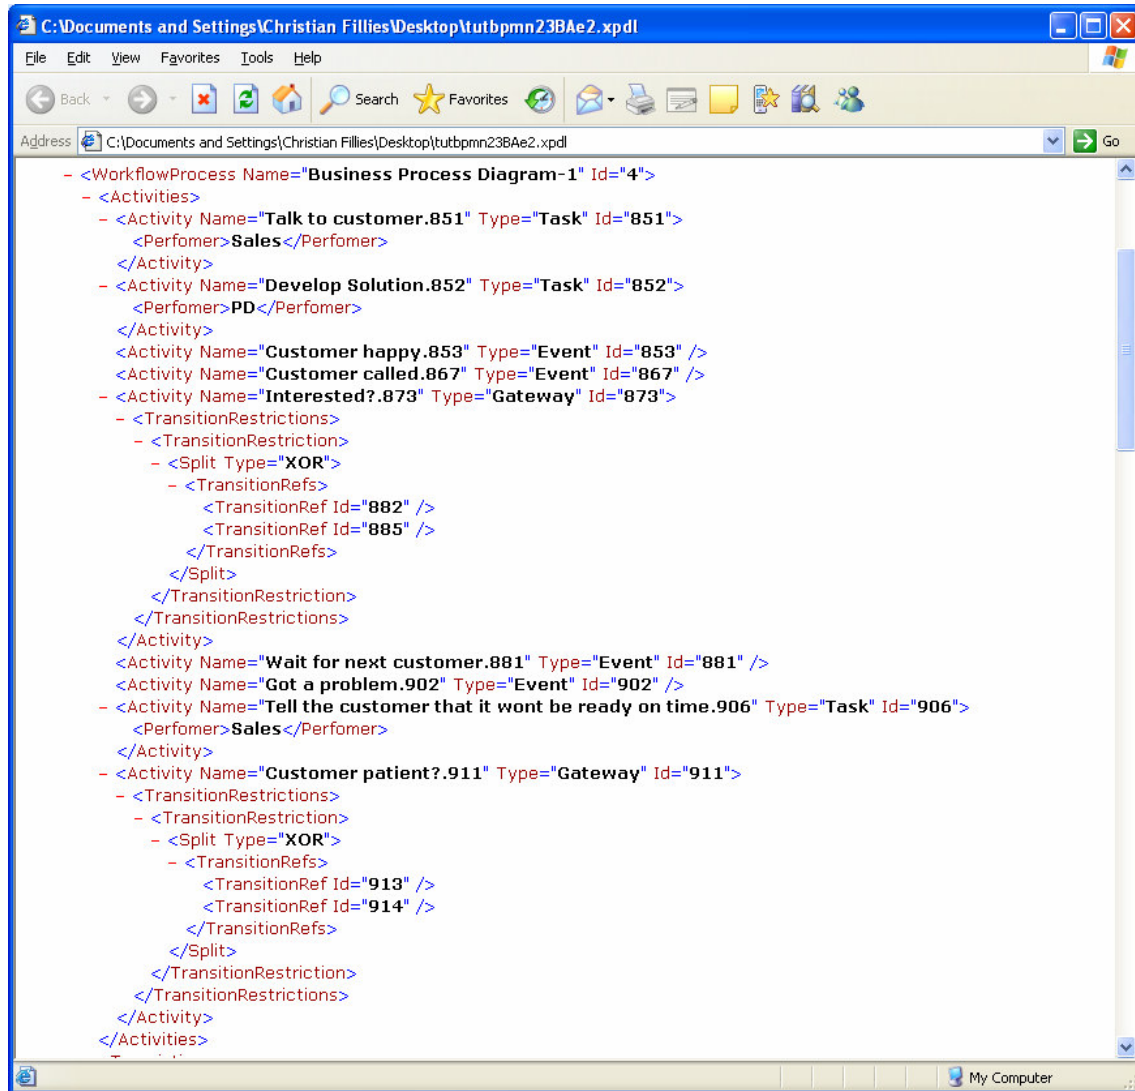 C:\Documents and Settings\Christian Fillies\Desktop\tutbpmn23BAe2.xpdl
File Edit View Favorites Tools Help
Back Search Favorites
Address C:\Documents and Settings\Christian Fillies\Desktop\tutbpmn23BAe2.xpdl Go
- <WorkflowProcess Name="Business Process Diagram-1" Id="4">
- <Activities>
- <Activity Name="Talk to customer.851" Type="Task" Id="851">
<Perfomer>Sales</Perfomer>
</Activity>
- <Activity Name="Develop Solution.852" Type="Task" Id="852">
<Perfomer>PD</Perfomer>
</Activity>
<Activity Name="Customer happy.853" Type="Event" Id="853" />
<Activity Name="Customer called.867" Type="Event" Id="867" />
- <Activity Name="Interested?.873" Type="Gateway" Id="873">
- <TransitionRestrictions>
- <TransitionRestriction>
- <Split Type="XOR">
- <TransitionRefs>
<TransitionRef Id="882" />
<TransitionRef Id="885" />
</TransitionRefs>
</Split>
</TransitionRestriction>
</TransitionRestrictions>
</Activity>
<Activity Name="Wait for next customer.881" Type="Event" Id="881" />
<Activity Name="Got a problem.902" Type="Event" Id="902" />
- <Activity Name="Tell the customer that it wont be ready on time.906" Type="Task" Id="906">
<Perfomer>Sales</Perfomer>
</Activity>
- <Activity Name="Customer patient?.911" Type="Gateway" Id="911">
- <TransitionRestrictions>
- <TransitionRestriction>
- <Split Type="XOR">
- <TransitionRefs>
<TransitionRef Id="913" />
<TransitionRef Id="914" />
</TransitionRefs>
</Split>
</TransitionRestriction>
</TransitionRestrictions>
</Activity>
</Activities>
My Computer